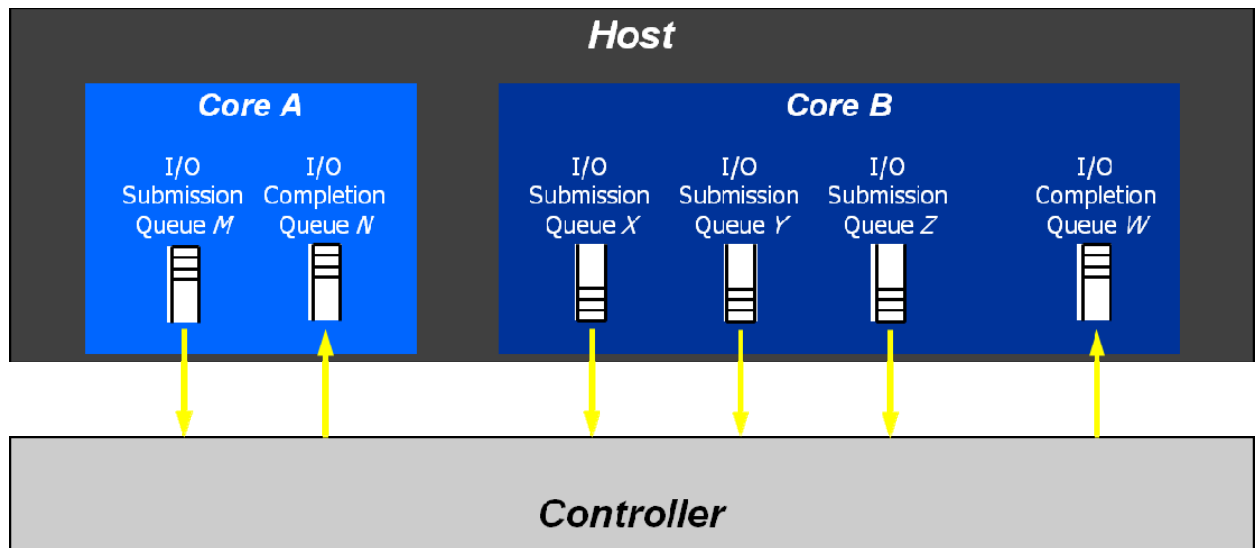 Host
Core A
Core B
I/O
Submission
Queue M
I/O
Completion
Queue N
I/O
Submission
Queue X
I/O
Submission
Queue Y
I/O
Submission
Queue Z
I/O
Completion
Queue W
Controller